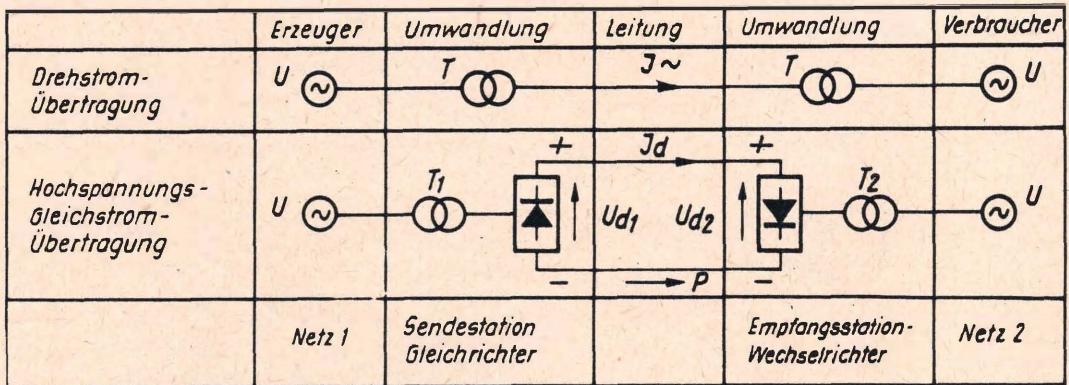 Erzeuger Umwandlung Leitung Umwandlung Verbraucher
Drehstrom-
Übertragung
U ~ T J~ T ~ U
Hochspannungs-
Gleichstrom-
Übertragung
U ~ T1 + Jd + T2 ~ U
Ud1 Ud2
- P -
Netz 1
Sendestation
Gleichrichter
Empfangsstation-
Wechselrichter
Netz 2